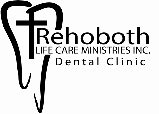 Rehoboth
LIFE CARE MINISTRIES INC.
Dental Clinic